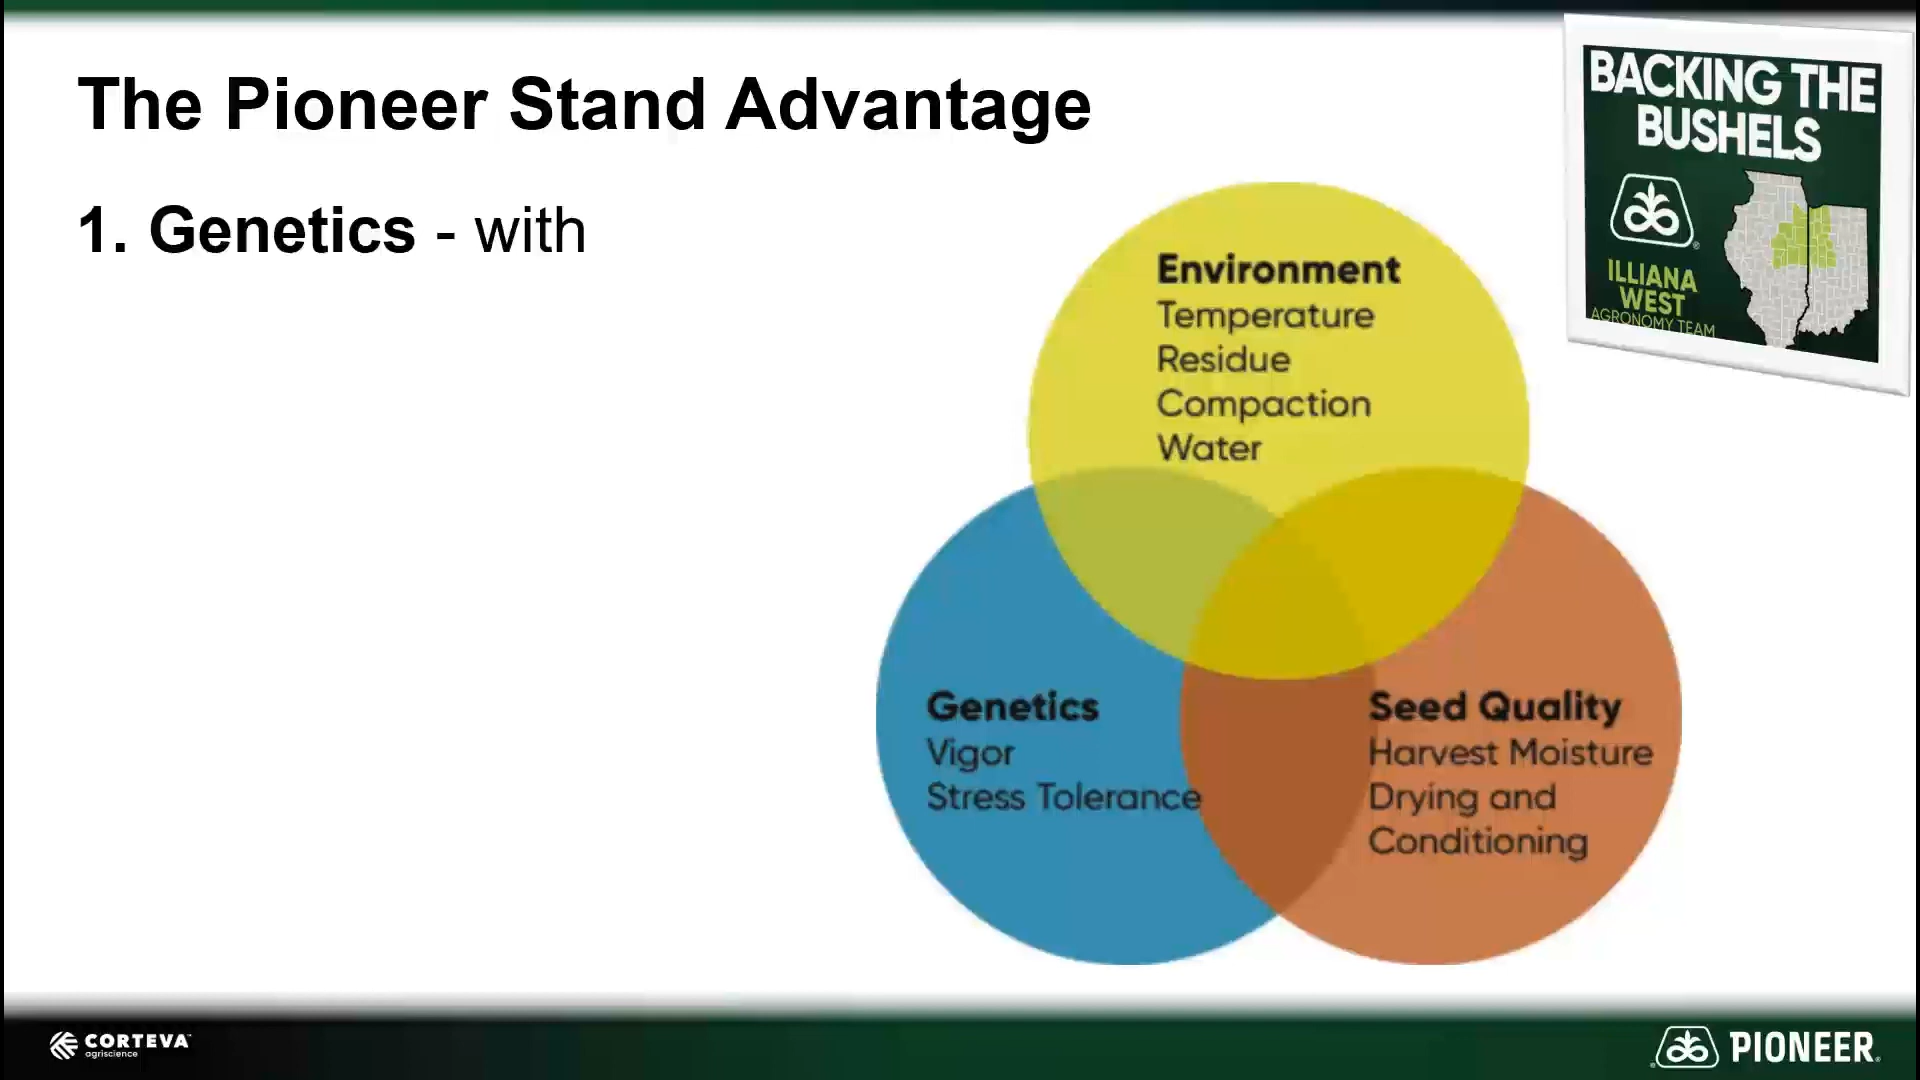 The Pioneer Stand Advantage
1. Genetics - with
BACKING THE
BUSHELS
ILLIANA
WEST
AGRONOMY TEAM
Environment
Temperature
Residue
Compaction
Water
Genetics
Vigor
Stress Tolerance
Seed Quality
Harvest Moisture
Drying and
Conditioning
CORTEVA™
agriscience
PIONEER®